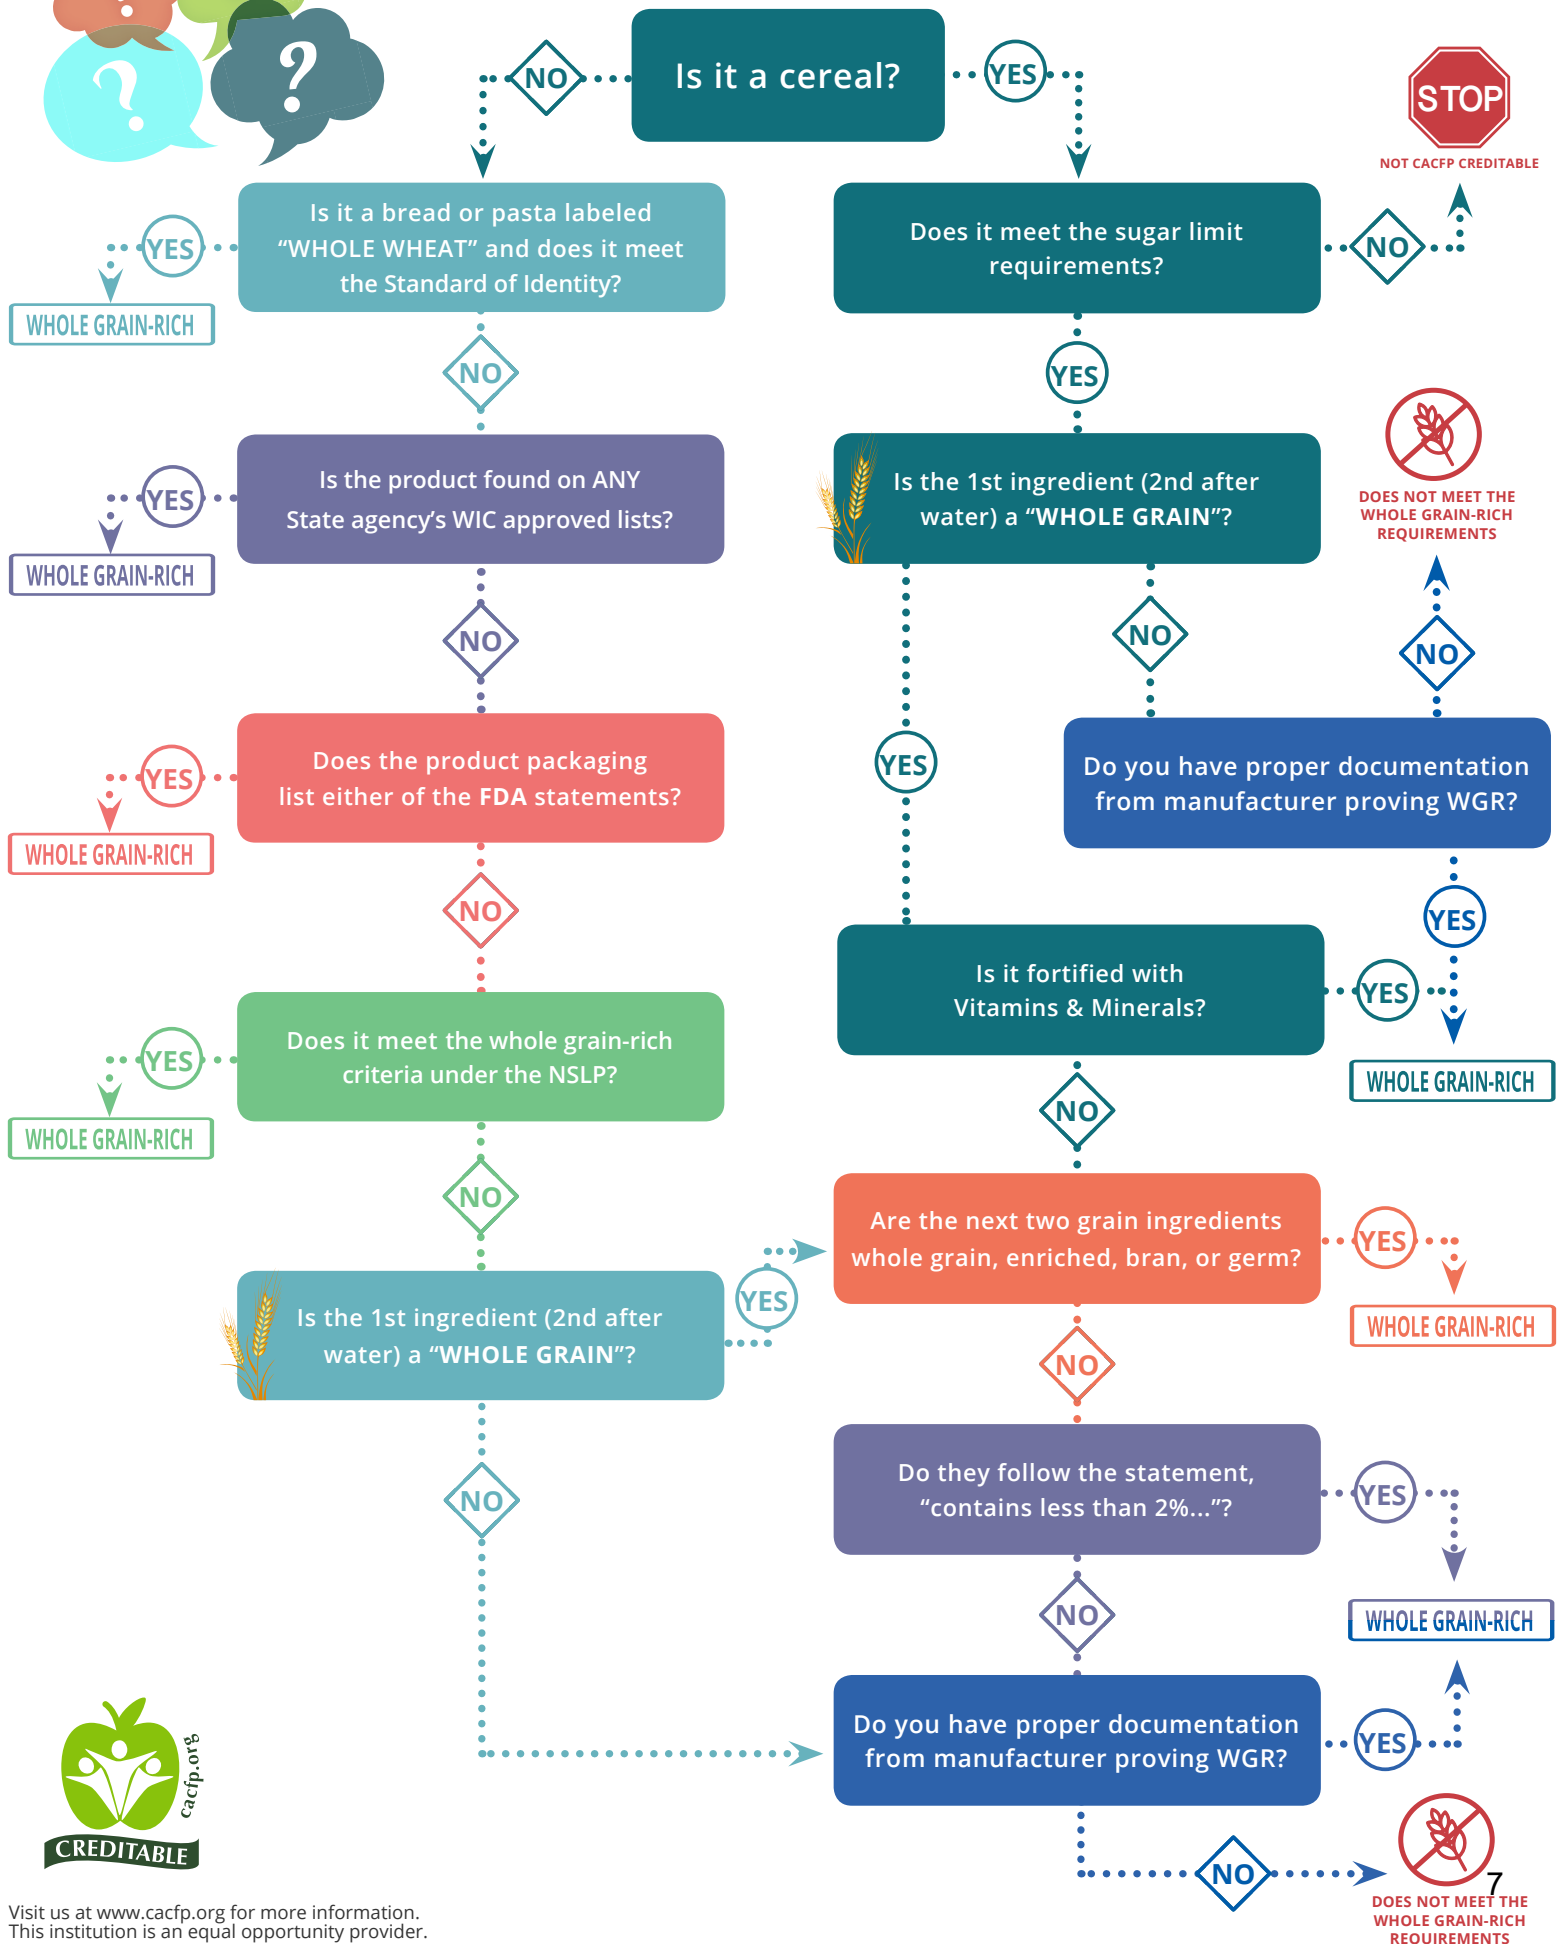 ?
?
?
Is it a cereal?
NO
YES
STOP
NOT CACFP CREDITABLE
Is it a bread or pasta labeled
“WHOLE WHEAT” and does it meet
the Standard of Identity?
YES
WHOLE GRAIN-RICH
NO
Does it meet the sugar limit
requirements?
NO
YES
Is the product found on ANY
State agency’s WIC approved lists?
YES
WHOLE GRAIN-RICH
NO
Is the 1st ingredient (2nd after
water) a “WHOLE GRAIN”?
DOES NOT MEET THE
WHOLE GRAIN-RICH
REQUIREMENTS
NO
NO
YES
Does the product packaging
list either of the FDA statements?
YES
WHOLE GRAIN-RICH
NO
Do you have proper documentation
from manufacturer proving WGR?
YES
Does it meet the whole grain-rich
criteria under the NSLP?
YES
WHOLE GRAIN-RICH
NO
Is it fortified with
Vitamins & Minerals?
YES
WHOLE GRAIN-RICH
NO
Is the 1st ingredient (2nd after
water) a “WHOLE GRAIN”?
YES
NO
Are the next two grain ingredients
whole grain, enriched, bran, or germ?
YES
WHOLE GRAIN-RICH
NO
Do they follow the statement,
“contains less than 2%...”?
YES
WHOLE GRAIN-RICH
NO
Do you have proper documentation
from manufacturer proving WGR?
YES
NO
DOES NOT MEET THE
WHOLE GRAIN-RICH
REQUIREMENTS
7
cacfp.org
CREDITABLE
Visit us at www.cacfp.org for more information.
This institution is an equal opportunity provider.